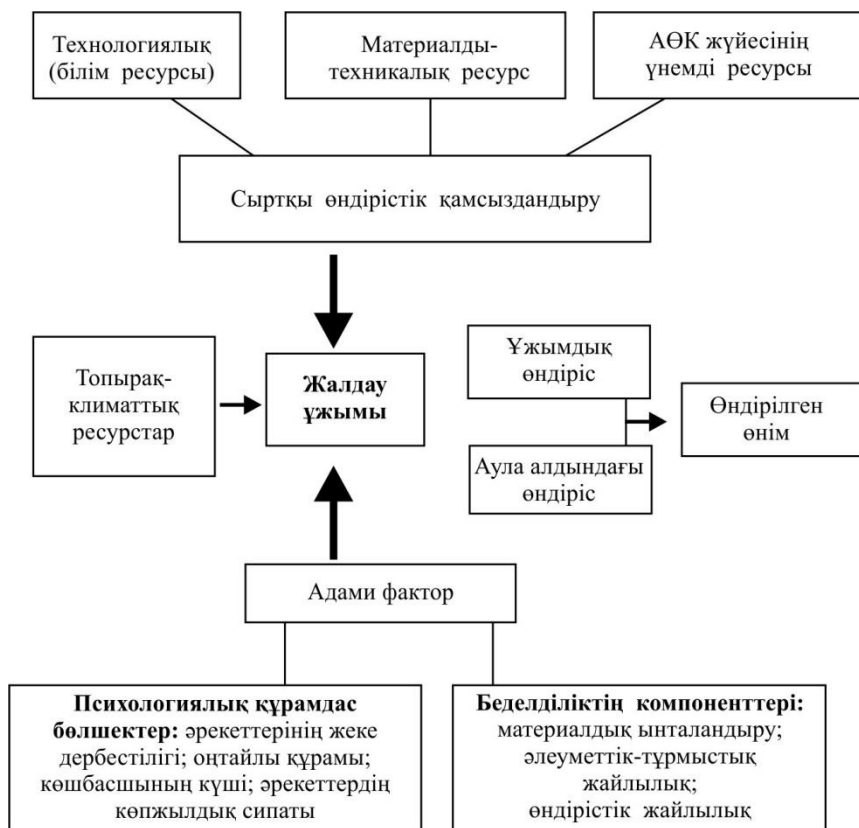 Технологиялық
(білім ресурсы)
Материалды-
техникалық ресурс
АӨК жүйесінің
үнемді ресурсы
Сыртқы өндірістік қамсыздандыру
Топырақ-
климаттық
ресурстар
Жалдау
ұжымы
Ұжымдық
өндіріс
Аула алдындағы
өндіріс
Өндірілген
өнім
Адами фактор
Психологиялық құрамдас
бөлшектер: әрекеттерінің жеке
дербестілігі; оңтайлы құрамы;
көшбасшының күші; әрекеттердің
көпжылдық сипаты
Беделділіктің компоненттері:
материалдық ынталандыру;
әлеуметтік-тұрмыстық
жайлылық;
өндірістік жайлылық